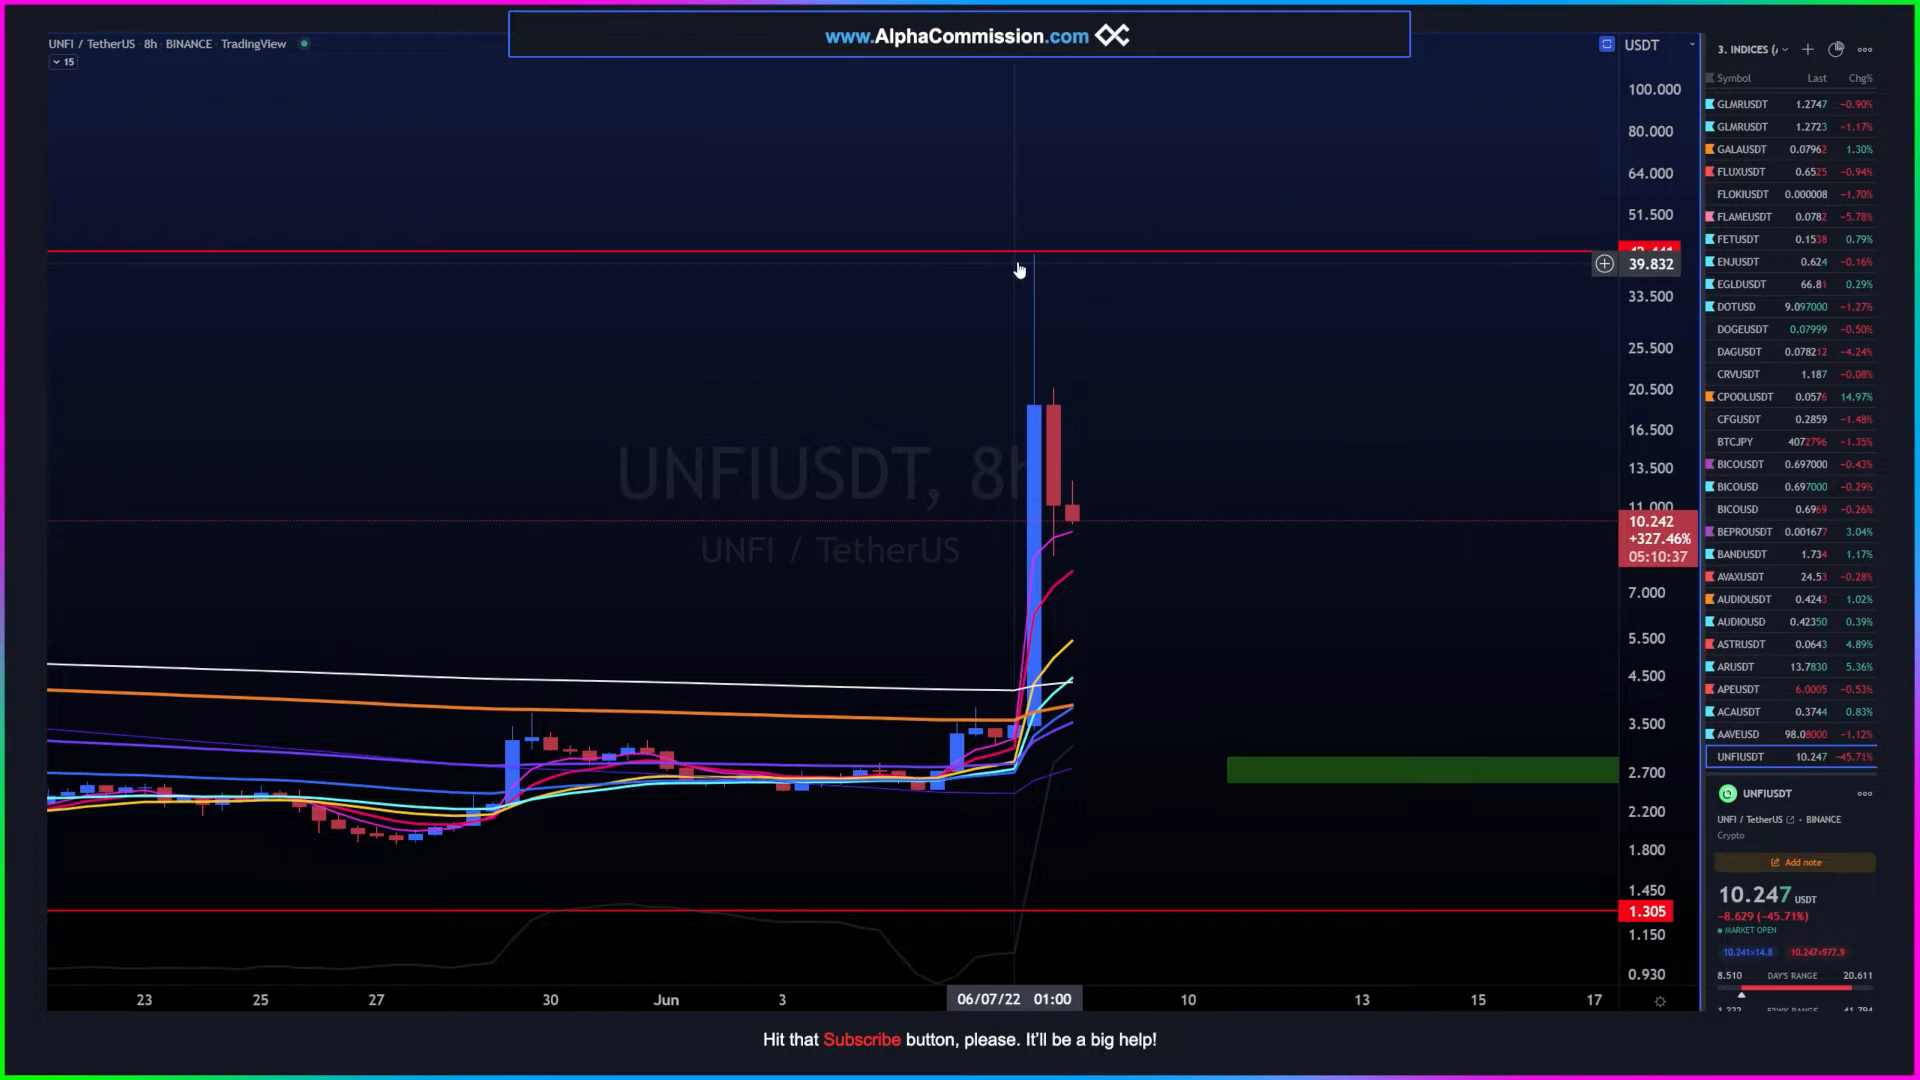 www.AlphaCommission.com
UNFI / TetherUS 8h BINANCE TradingView
15
USDT
100.000
80.000
64.000
51.500
39.832
33.500
25.500
20.500
16.500
13.500
11.000
10.242
+327.46%
05:10:37
7.000
5.500
4.500
3.500
2.700
2.200
1.800
1.450
1.305
1.150
0.930
UNFIUSDT, 8h
UNFI / TetherUS
23 25 27 30 Jun 3 06/07/22 01:00 10 13 15 17
3. INDICES (
Symbol Last Chg%
GLMRUSDT 1.2747 −0.90%
GLMRUSDT 1.2723 −1.17%
GALAUSDT 0.07962 1.30%
FLUXUSDT 0.6525 −0.94%
FLOKIUSDT 0.000008 −1.70%
FLAMEUSDT 0.0782 −5.78%
FETUSDT 0.1538 0.79%
ENJUSDT 0.624 −0.16%
EGLDUSDT 66.81 0.29%
DOTUSD 9.097000 −1.27%
DOGEUSDT 0.07999 −0.50%
DAGUSDT 0.078212 −4.24%
CRVUSDT 1.187 −0.08%
CPOOLUSDT 0.0576 14.97%
CFGUSDT 0.2859 −1.48%
BTCJPY 4072796 −1.35%
BICOUSDT 0.697000 −0.43%
BICOUSD 0.697000 −0.29%
BICOUSD 0.6969 −0.26%
BEPROUSDT 0.001677 3.04%
BANDUSDT 1.734 1.17%
AVAXUSDT 24.53 −0.28%
AUDIOUSDT 0.4243 1.02%
AUDIOUSD 0.42350 0.39%
ASTRUSDT 0.0643 4.89%
ARUSDT 13.7830 5.36%
APEUSDT 6.0005 −0.53%
ACAUSDT 0.3744 0.83%
AAVEUSD 98.08000 −1.12%
UNFIUSDT 10.247 −45.71%
UNFIUSDT
UNFI / TetherUS • BINANCE
Crypto
Add note
10.247 USDT
−8.629 (−45.71%)
MARKET OPEN
10.241×14.8 10.247×977.9
8.510 DAY'S RANGE 20.611
Hit that Subscribe button, please. It'll be a big help!